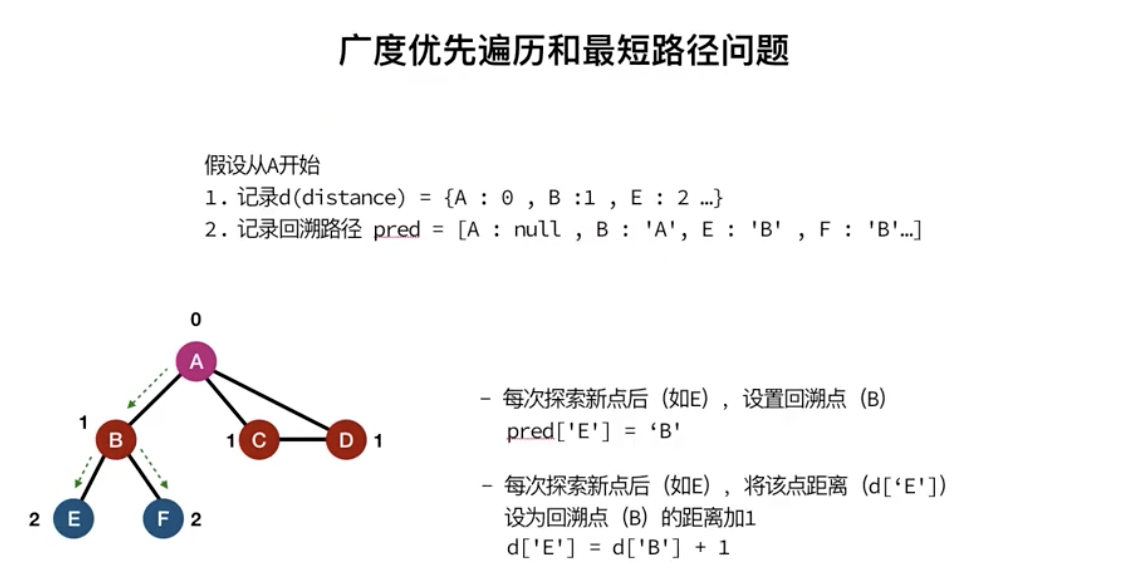 广度优先遍历和最短路径问题
假设从A开始
1. 记录d(distance) = {A : 0 , B :1 , E : 2 …}
2. 记录回溯路径 pred = [A : null , B : 'A', E : 'B' , F : 'B'…]
0
A
1 B 1 C D 1
2 E F 2
- 每次探索新点后（如E），设置回溯点（B）
pred['E'] = ‘B'
- 每次探索新点后（如E），将该点距离（d[‘E']）
设为回溯点（B）的距离加1
d['E'] = d['B'] + 1